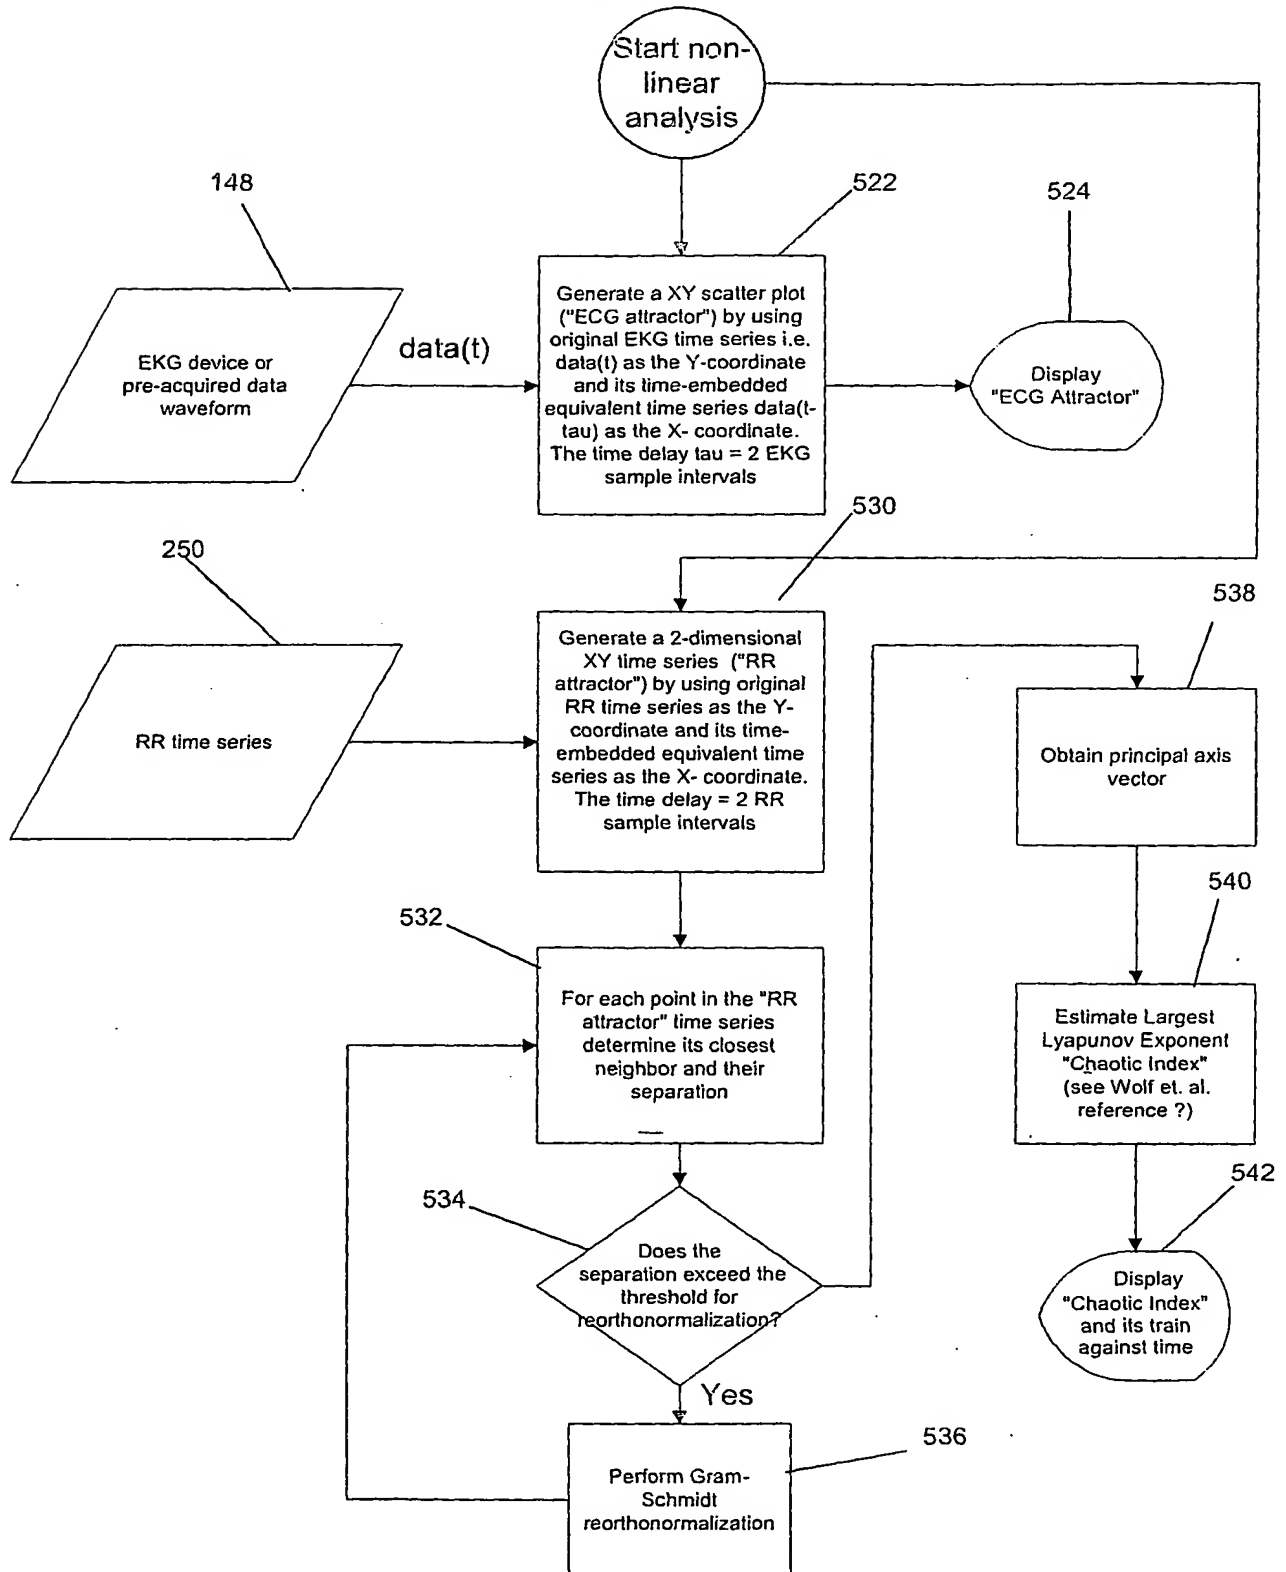 Start non-
linear
analysis
148
522
524
EKG device or
pre-acquired data
waveform
data(t)
Generate a XY scatter plot
("ECG attractor") by using
original EKG time series i.e.
data(t) as the Y-coordinate
and its time-embedded
equivalent time series data(t-
tau) as the X- coordinate.
The time delay tau = 2 EKG
sample intervals
Display
"ECG Attractor"
530
250
538
RR time series
Generate a 2-dimensional
XY time series ("RR
attractor") by using original
RR time series as the Y-
coordinate and its time-
embedded equivalent time
series as the X- coordinate.
The time delay = 2 RR
sample intervals
Obtain principal axis
vector
532
540
For each point in the "RR
attractor" time series
determine its closest
neighbor and their
separation
Estimate Largest
Lyapunov Exponent
"Chaotic Index"
(see Wolf et. al.
reference ?)
534
542
Does the
separation exceed the
threshold for
reorthonormalization?
Display
"Chaotic Index"
and its train
against time
Yes
536
Perform Gram-
Schmidt
reorthonormalization